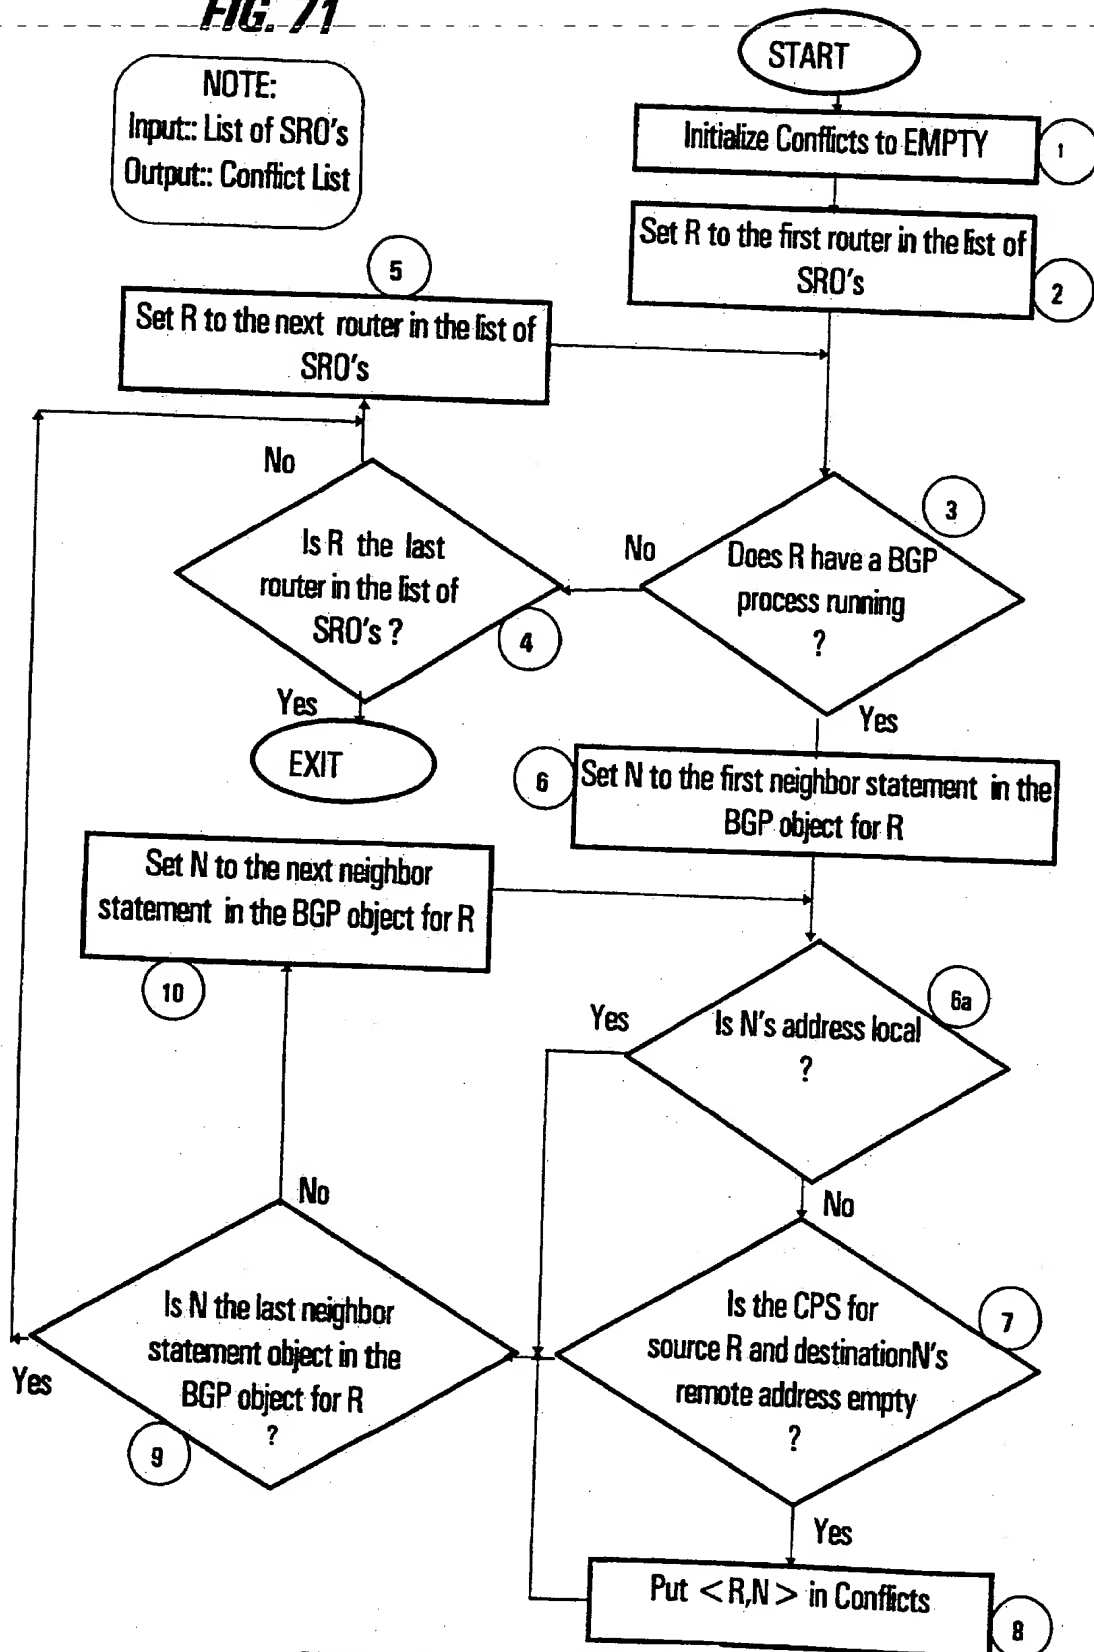 FIG. 71
START
NOTE:
Input:: List of SRO's
Output:: Conflict List
Initialize Conflicts to EMPTY
1
Set R to the first router in the list of
SRO's
2
5
Set R to the next router in the list of
SRO's
No
Is R the last
router in the list of
SRO's ?
4
Yes
EXIT
3
Does R have a BGP
process running
?
No
Yes
6
Set N to the first neighbor statement in the
BGP object for R
Set N to the next neighbor
statement in the BGP object for R
10
6a
Is N's address local
?
Yes
No
Is the CPS for
source R and destinationN's
remote address empty
?
7
No
Is N the last neighbor
statement object in the
BGP object for R
?
9
Yes
Yes
Put <R,N> in Conflicts
8